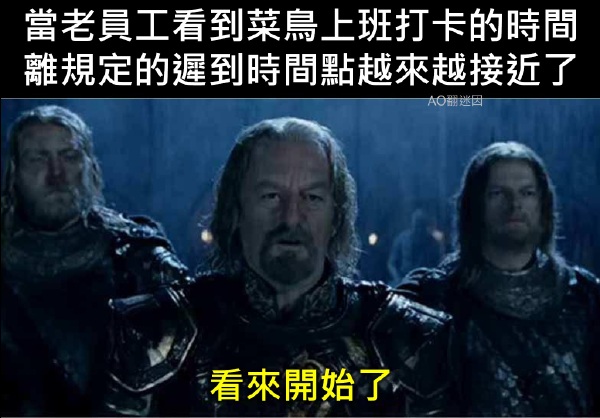 當老員工看到菜鳥上班打卡的時間
離規定的遲到時間點越來越接近了
AO翻迷因
看來開始了